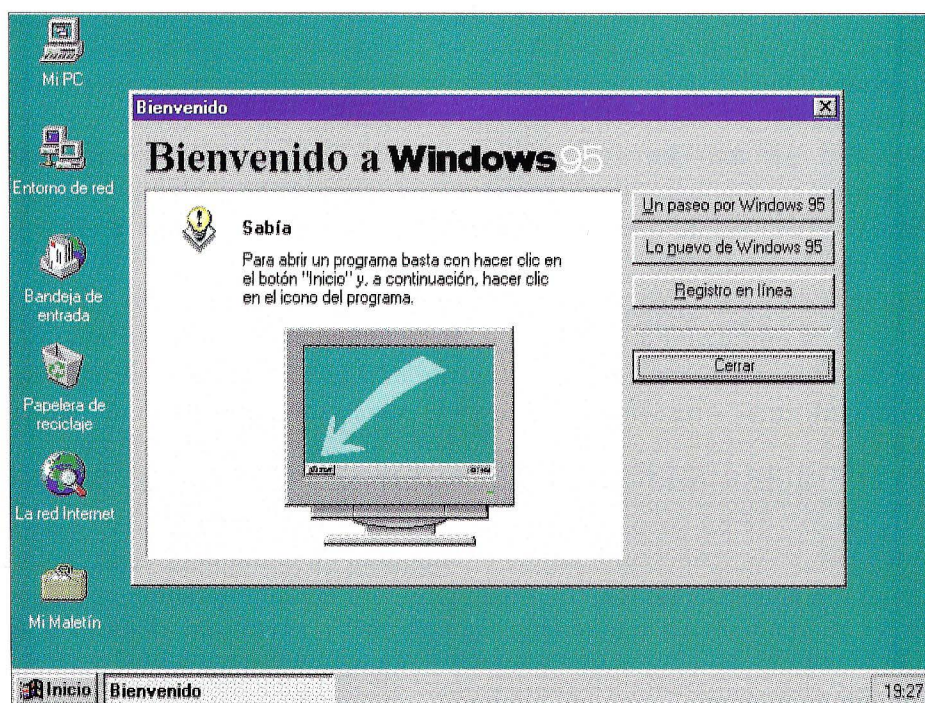 Mi PC
Entorno de red
Bandeja de
entrada
Papelera de
reciclaje
La red Internet
Mi Maletín
Bienvenido
Bienvenido a Windows 95
Sabía
Para abrir un programa basta con hacer clic en
el botón "Inicio" y, a continuación, hacer clic
en el icono del programa.
Un paseo por Windows 95
Lo nuevo de Windows 95
Registro en línea
Cerrar
Inicio
Bienvenido
19:27